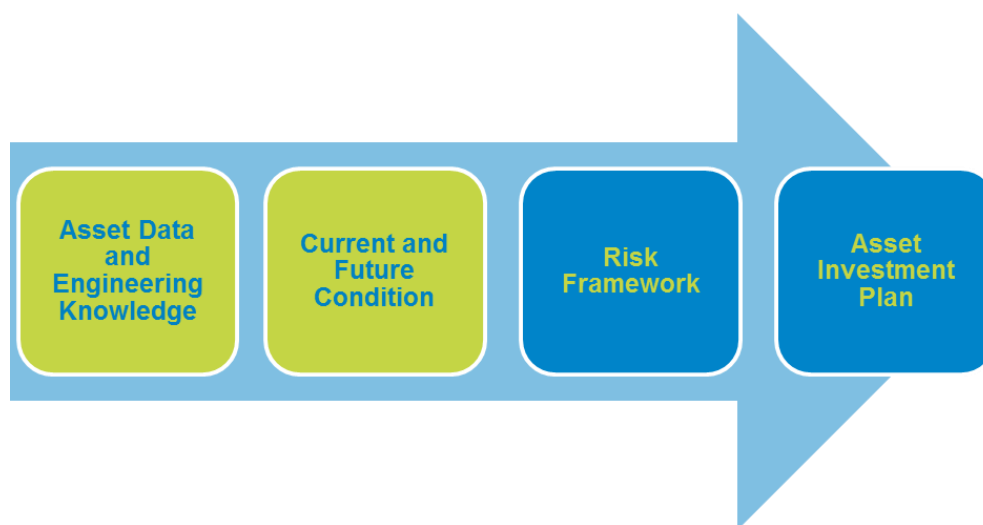 Asset Data
and
Engineering
Knowledge
Current and
Future
Condition
Risk
Framework
Asset
Investment
Plan